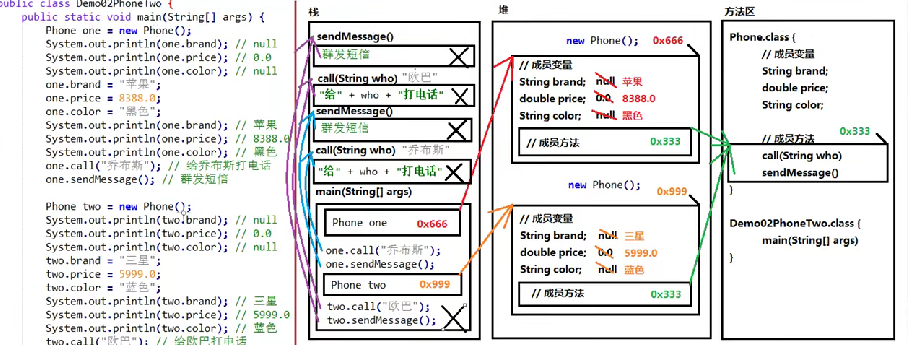 public class Demo02PhoneTwo {
public static void main(String[] args) {
Phone one = new Phone();
System.out.println(one.brand); // null
System.out.println(one.price); // 0.0
System.out.println(one.color); // null
one.brand = "苹果";
one.price = 8388.0;
one.color = "黑色";
System.out.println(one.brand); // 苹果
System.out.println(one.price); // 8388.0
System.out.println(one.color); // 黑色
one.call("乔布斯"); // 给乔布斯打电话
one.sendMessage(); // 群发短信
Phone two = new Phone();
System.out.println(two.brand); // null
System.out.println(two.price); // 0.0
System.out.println(two.color); // null
two.brand = "三星";
two.price = 5999.0;
two.color = "蓝色";
System.out.println(two.brand); // 三星
System.out.println(two.price); // 5999.0
System.out.println(two.color); // 蓝色
two.call("欧巴"); // 给欧巴打电话
栈
sendMessage()
群发短信
call(String who) "欧巴"
"给" + who + "打电话"
sendMessage()
群发短信
call(String who) "乔布斯"
"给" + who + "打电话"
main(String[] args)
Phone one 0x666
one.call("乔布斯");
one.sendMessage();
Phone two 0x999
two.call("欧巴");
two.sendMessage();
堆
new Phone(); 0x666
// 成员变量
String brand; null 苹果
double price; 0.0 8388.0
String color; null 黑色
// 成员方法 0x333
new Phone(); 0x999
// 成员变量
String brand; null 三星
double price; 0.0 5999.0
String color; null 蓝色
// 成员方法 0x333
方法区
Phone.class {
// 成员变量
String brand;
double price;
String color;
0x333
// 成员方法
call(String who)
sendMessage()
}
Demo02PhoneTwo.class {
main(String[] args)
}